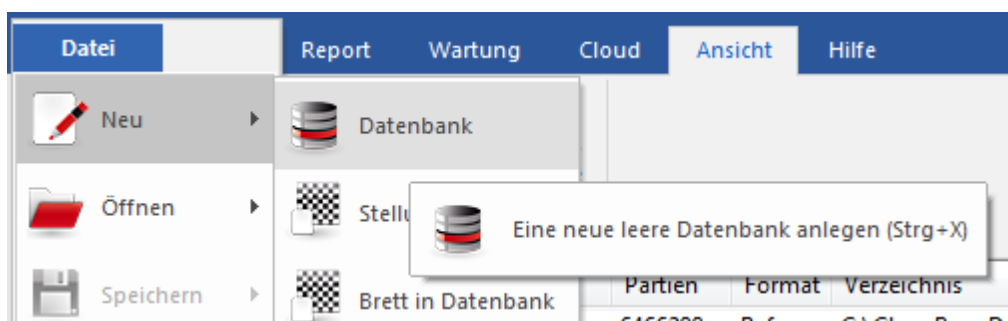 Datei Report Wartung Cloud Ansicht Hilfe
Neu Datenbank
Öffnen
Eine neue leere Datenbank anlegen (Strg+X)
Speichern Brett in Datenbank
Partien Format Verzeichnis